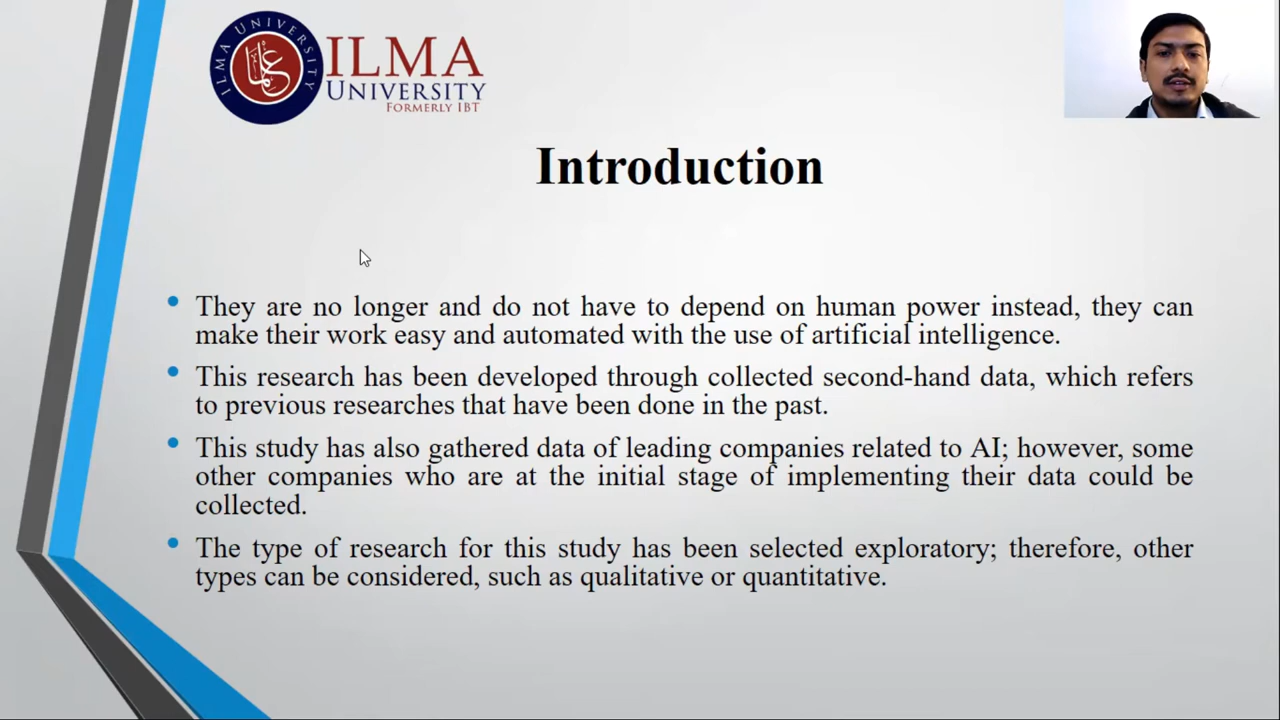 ILMA UNIVERSITY
علما
ILMA
UNIVERSITY
FORMERLY IBT
Introduction
• They are no longer and do not have to depend on human power instead, they can
make their work easy and automated with the use of artificial intelligence.
• This research has been developed through collected second-hand data, which refers
to previous researches that have been done in the past.
• This study has also gathered data of leading companies related to AI; however, some
other companies who are at the initial stage of implementing their data could be
collected.
• The type of research for this study has been selected exploratory; therefore, other
types can be considered, such as qualitative or quantitative.